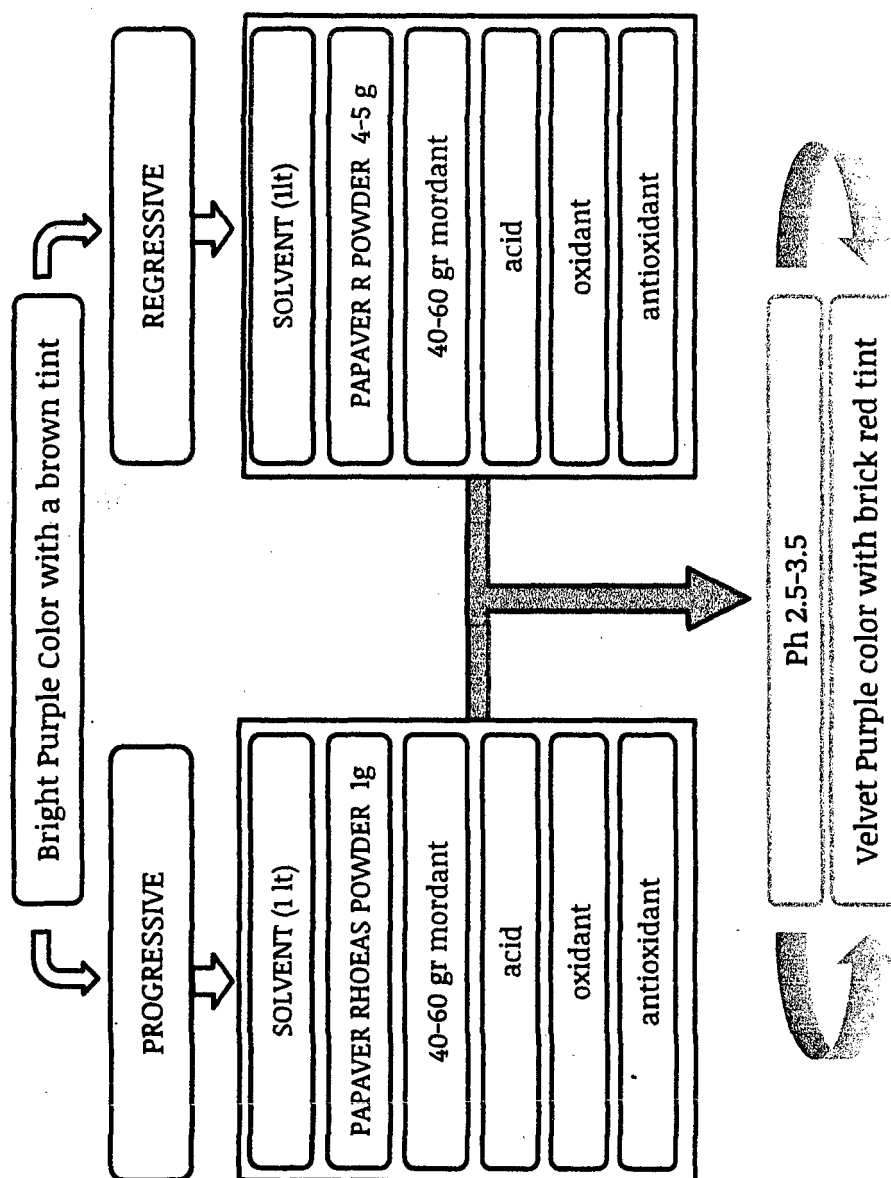 Bright Purple Color with a brown tint
PROGRESSIVE
SOLVENT (1 lt)
PAPAVER RHOEAS POWDER 1g
40-60 gr mordant
acid
oxidant
antioxidant
REGRESSIVE
SOLVENT (1lt)
PAPAVER R POWDER 4-5 g
40-60 gr mordant
acid
oxidant
antioxidant
Ph 2.5-3.5
Velvet Purple color with brick red tint